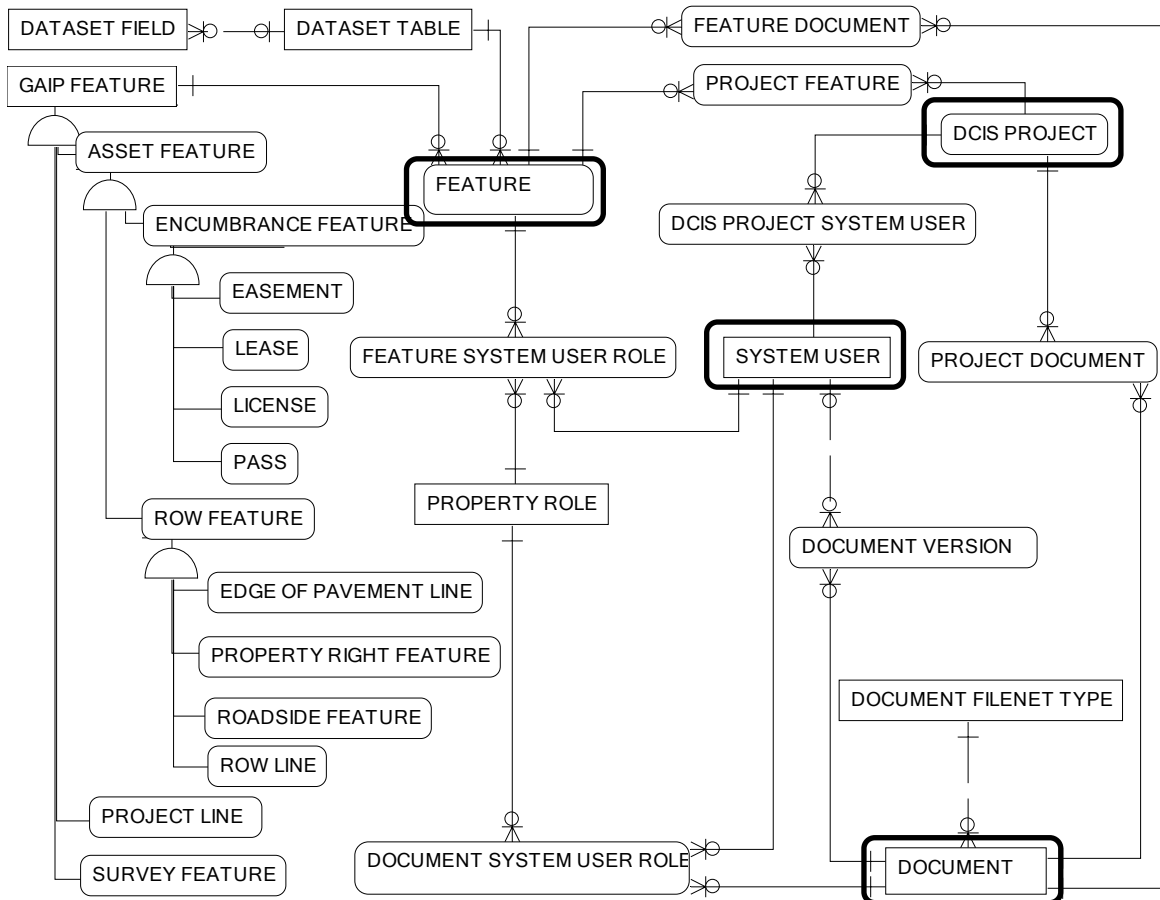 DATASET FIELD
DATASET TABLE
FEATURE DOCUMENT
GAIP FEATURE
PROJECT FEATURE
DCIS PROJECT
ASSET FEATURE
FEATURE
ENCUMBRANCE FEATURE
DCIS PROJECT SYSTEM USER
EASEMENT
LEASE
FEATURE SYSTEM USER ROLE
SYSTEM USER
PROJECT DOCUMENT
LICENSE
PASS
PROPERTY ROLE
ROW FEATURE
DOCUMENT VERSION
EDGE OF PAVEMENT LINE
PROPERTY RIGHT FEATURE
DOCUMENT FILENET TYPE
ROADSIDE FEATURE
ROW LINE
PROJECT LINE
DOCUMENT SYSTEM USER ROLE
DOCUMENT
SURVEY FEATURE